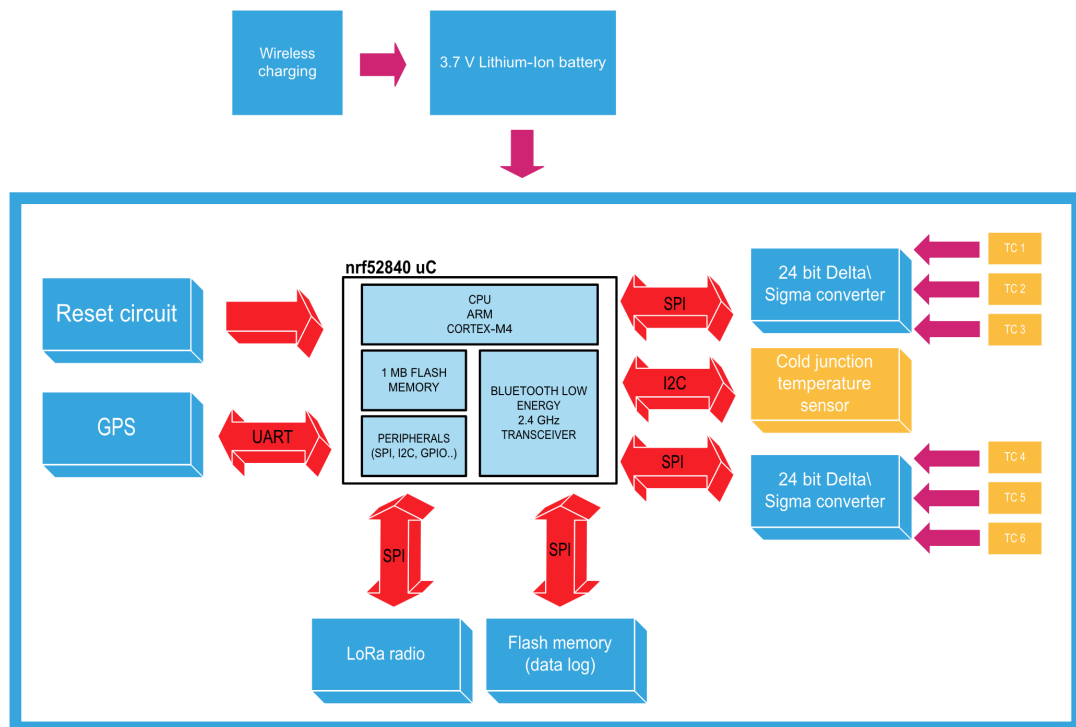 Wireless
charging
3.7 V Lithium-Ion battery
nrf52840 uC
Reset circuit
GPS
UART
CPU
ARM
CORTEX-M4
1 MB FLASH
MEMORY
PERIPHERALS
(SPI, I2C, GPIO..)
BLUETOOTH LOW
ENERGY
2.4 GHz
TRANSCEIVER
SPI
I2C
SPI
24 bit Delta\
Sigma converter
TC 1
TC 2
TC 3
Cold junction
temperature
sensor
24 bit Delta\
Sigma converter
TC 4
TC 5
TC 6
SPI
SPI
LoRa radio
Flash memory
(data log)